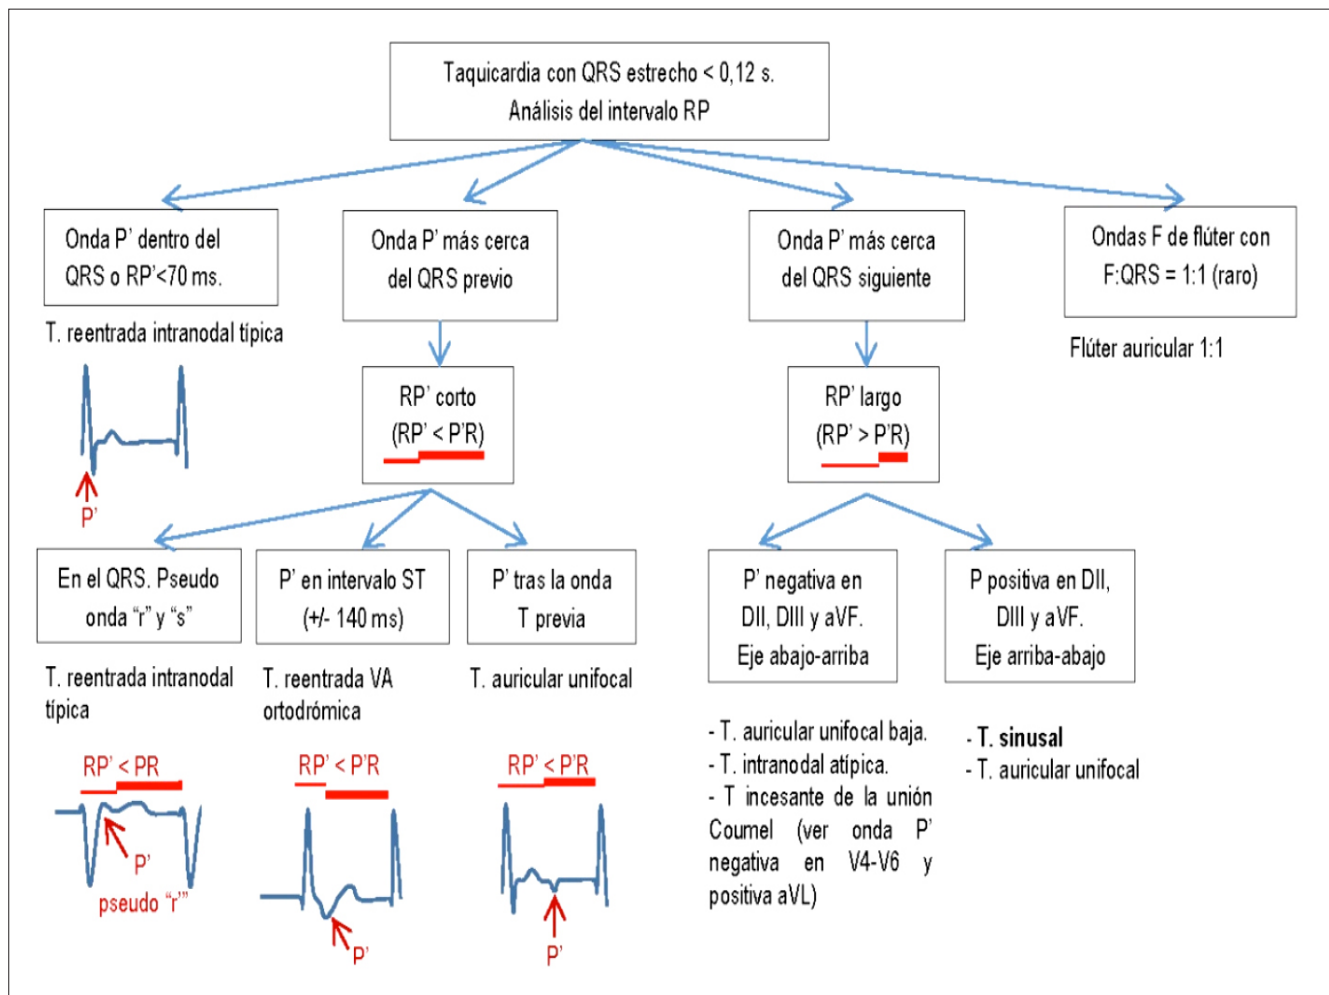 Taquicardia con QRS estrecho < 0,12 s.
Análisis del intervalo RP
Onda P' dentro del
QRS o RP'<70 ms.
T. reentrada intranodal típica
P'
Onda P' más cerca
del QRS previo
RP' corto
(RP' < P'R)
En el QRS. Pseudo
onda "r" y "s"
T. reentrada intranodal
típica
RP' < PR
P'
pseudo "r'"
P' en intervalo ST
(+/- 140 ms)
T. reentrada VA
ortodrómica
RP' < P'R
P'
P' tras la onda
T previa
T. auricular unifocal
RP' < P'R
P'
Onda P' más cerca
del QRS siguiente
RP' largo
(RP' > P'R)
P' negativa en
DII, DIII y aVF.
Eje abajo-arriba
- T. auricular unifocal baja.
- T. intranodal atípica.
- T incesante de la unión
Coumel (ver onda P'
negativa en V4-V6 y
positiva aVL)
P positiva en DII,
DIII y aVF.
Eje arriba-abajo
- T. sinusal
- T. auricular unifocal
Ondas F de flúter con
F:QRS = 1:1 (raro)
Flúter auricular 1:1